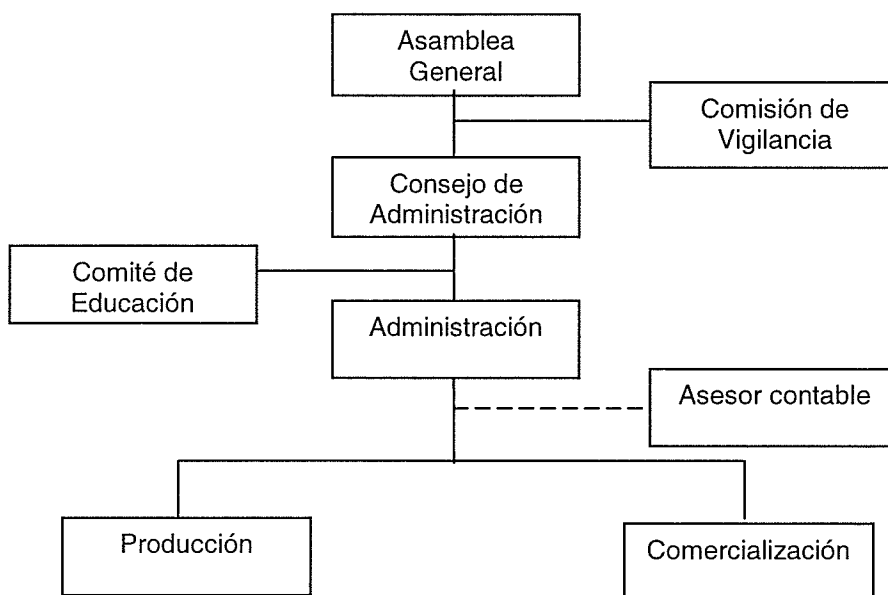 Asamblea
General
Comisión de
Vigilancia
Consejo de
Administración
Comité de
Educación
Administración
Asesor contable
Producción
Comercialización